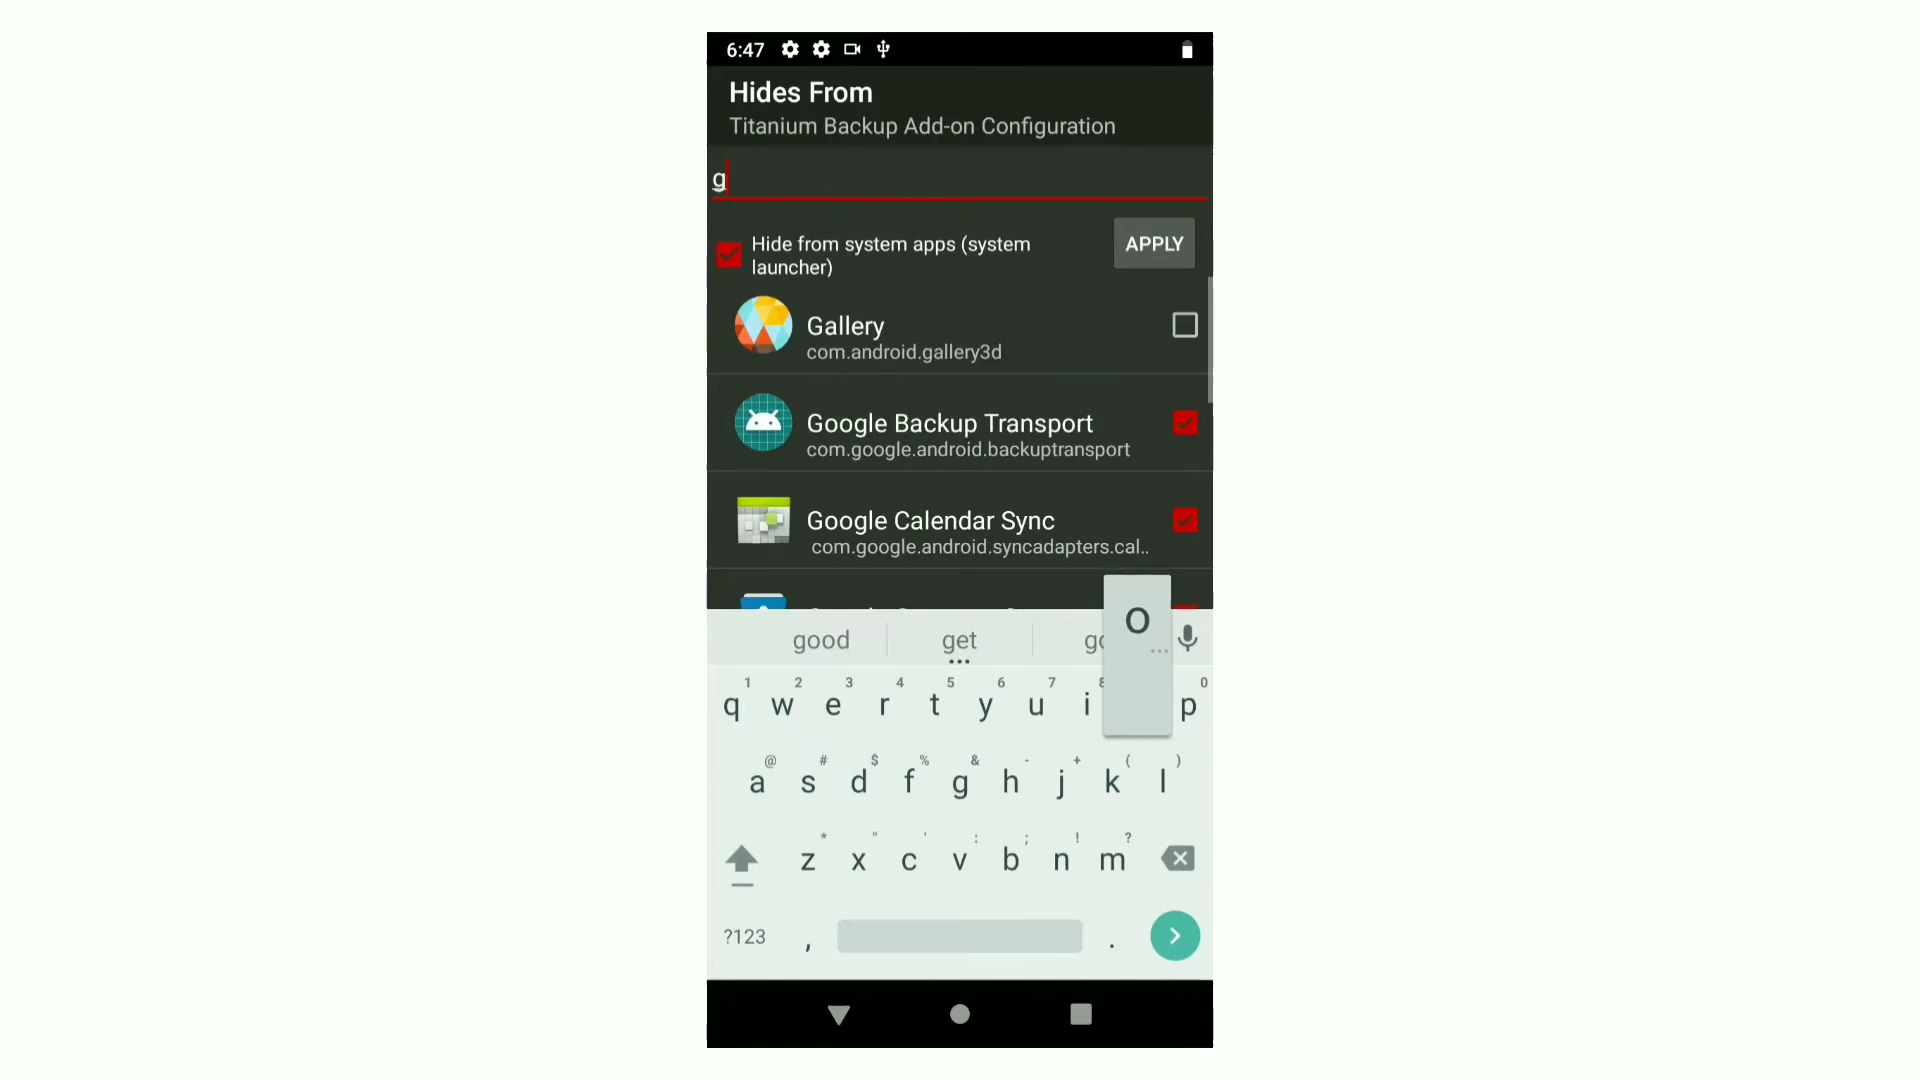 6:47
Hides From
Titanium Backup Add-on Configuration
g
Hide from system apps (system
launcher)
APPLY
Gallery
com.android.gallery3d
Google Backup Transport
com.google.android.backuptransport
Google Calendar Sync
com.google.android.syncadapters.cal..
o
good get
1 2 3 4 5 6 7 0
q w e r t y u i p
@ # $ % & - + ( )
a s d f g h j k l
* " ' : ; ! ?
z x c v b n m
?123 , .